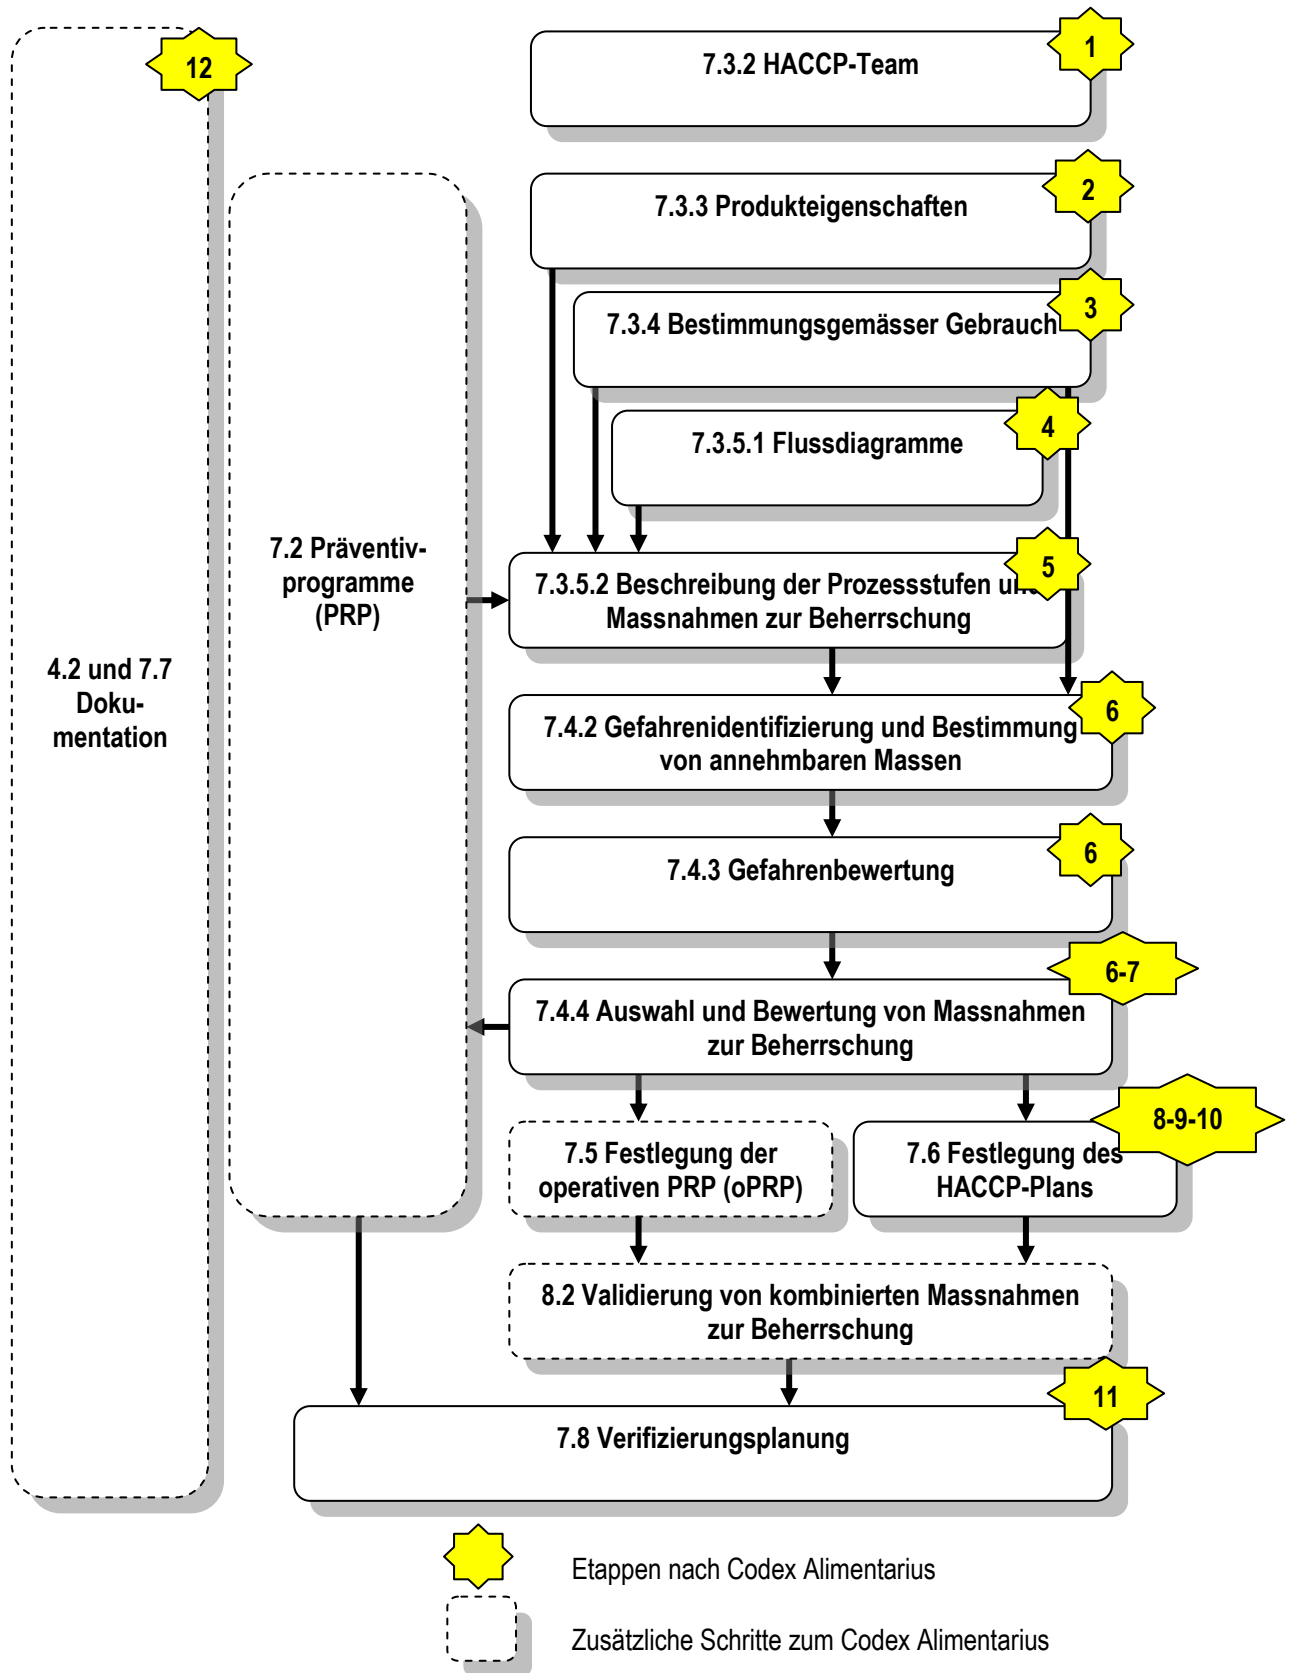 12
1
7.3.2 HACCP-Team
2
7.3.3 Produkteigenschaften
3
7.3.4 Bestimmungsgemässer Gebrauch
4
7.3.5.1 Flussdiagramme
7.2 Präventiv-
programme
(PRP)
5
7.3.5.2 Beschreibung der Prozessstufen und
Massnahmen zur Beherrschung
4.2 und 7.7
Doku-
mentation
6
7.4.2 Gefahrenidentifizierung und Bestimmung
von annehmbaren Massen
6
7.4.3 Gefahrenbewertung
6-7
7.4.4 Auswahl und Bewertung von Massnahmen
zur Beherrschung
8-9-10
7.5 Festlegung der
operativen PRP (oPRP)
7.6 Festlegung des
HACCP-Plans
8.2 Validierung von kombinierten Massnahmen
zur Beherrschung
11
7.8 Verifizierungsplanung
Etappen nach Codex Alimentarius
Zusätzliche Schritte zum Codex Alimentarius